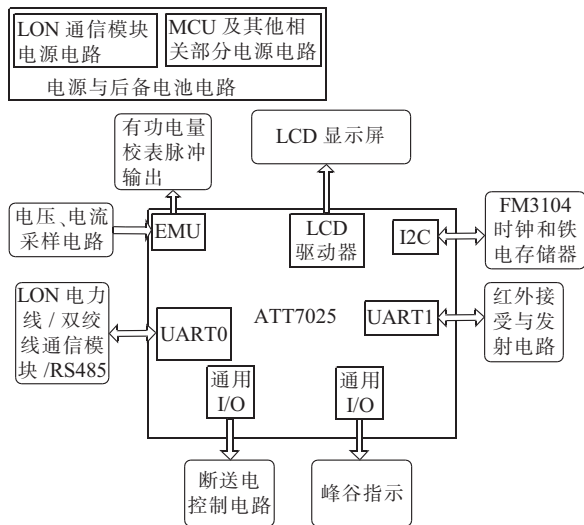 LON 通信模块
电源电路
MCU 及其他相
关部分电源电路
电源与后备电池电路
有功电量
校表脉冲
输出
LCD 显示屏
电压、电流
采样电路
EMU
LCD
驱动器
I2C
FM3104
时钟和铁
电存储器
LON 电力
线 / 双绞
线通信模
块 /RS485
UART0
ATT7025
UART1
红外接
受与发
射电路
通用
I/O
通用
I/O
断送电
控制电路
峰谷指示